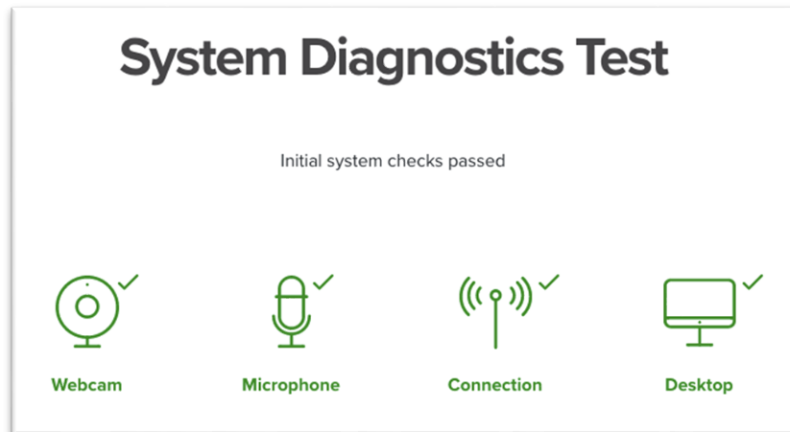 System Diagnostics Test
Initial system checks passed
Webcam Microphone Connection Desktop